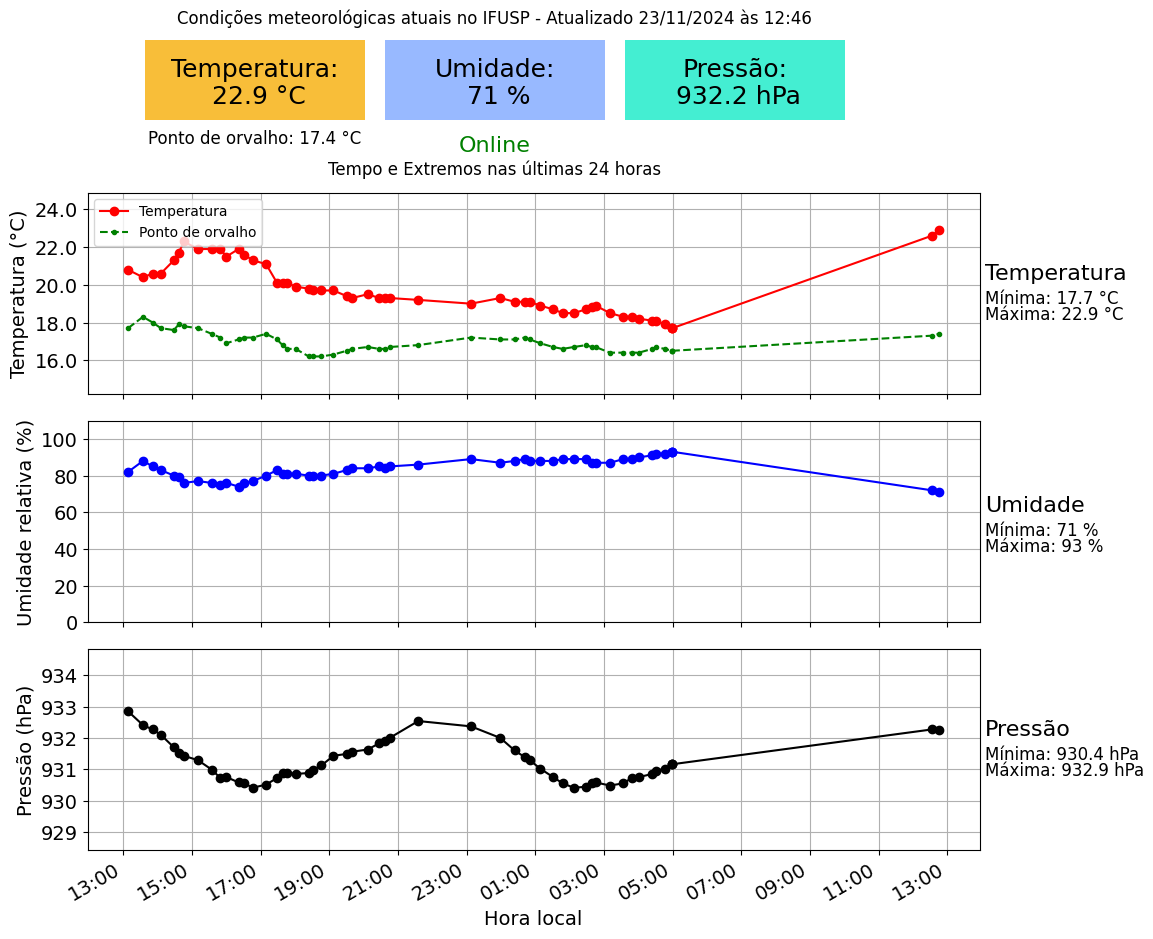 Condições meteorológicas atuais no IFUSP - Atualizado 23/11/2024 às 12:46
Temperatura:
22.9 °C
Umidade:
71 %
Pressão:
932.2 hPa
Ponto de orvalho: 17.4 °C
Online
Tempo e Extremos nas últimas 24 horas
Temperatura (°C)
24.0
22.0
20.0
18.0
16.0
Temperatura
Ponto de orvalho
Temperatura
Mínima: 17.7 °C
Máxima: 22.9 °C
Umidade relativa (%)
100
80
60
40
20
0
Umidade
Mínima: 71 %
Máxima: 93 %
Pressão (hPa)
934
933
932
931
930
929
Pressão
Mínima: 930.4 hPa
Máxima: 932.9 hPa
13:00 15:00 17:00 19:00 21:00 23:00 01:00 03:00 05:00 07:00 09:00 11:00 13:00
Hora local